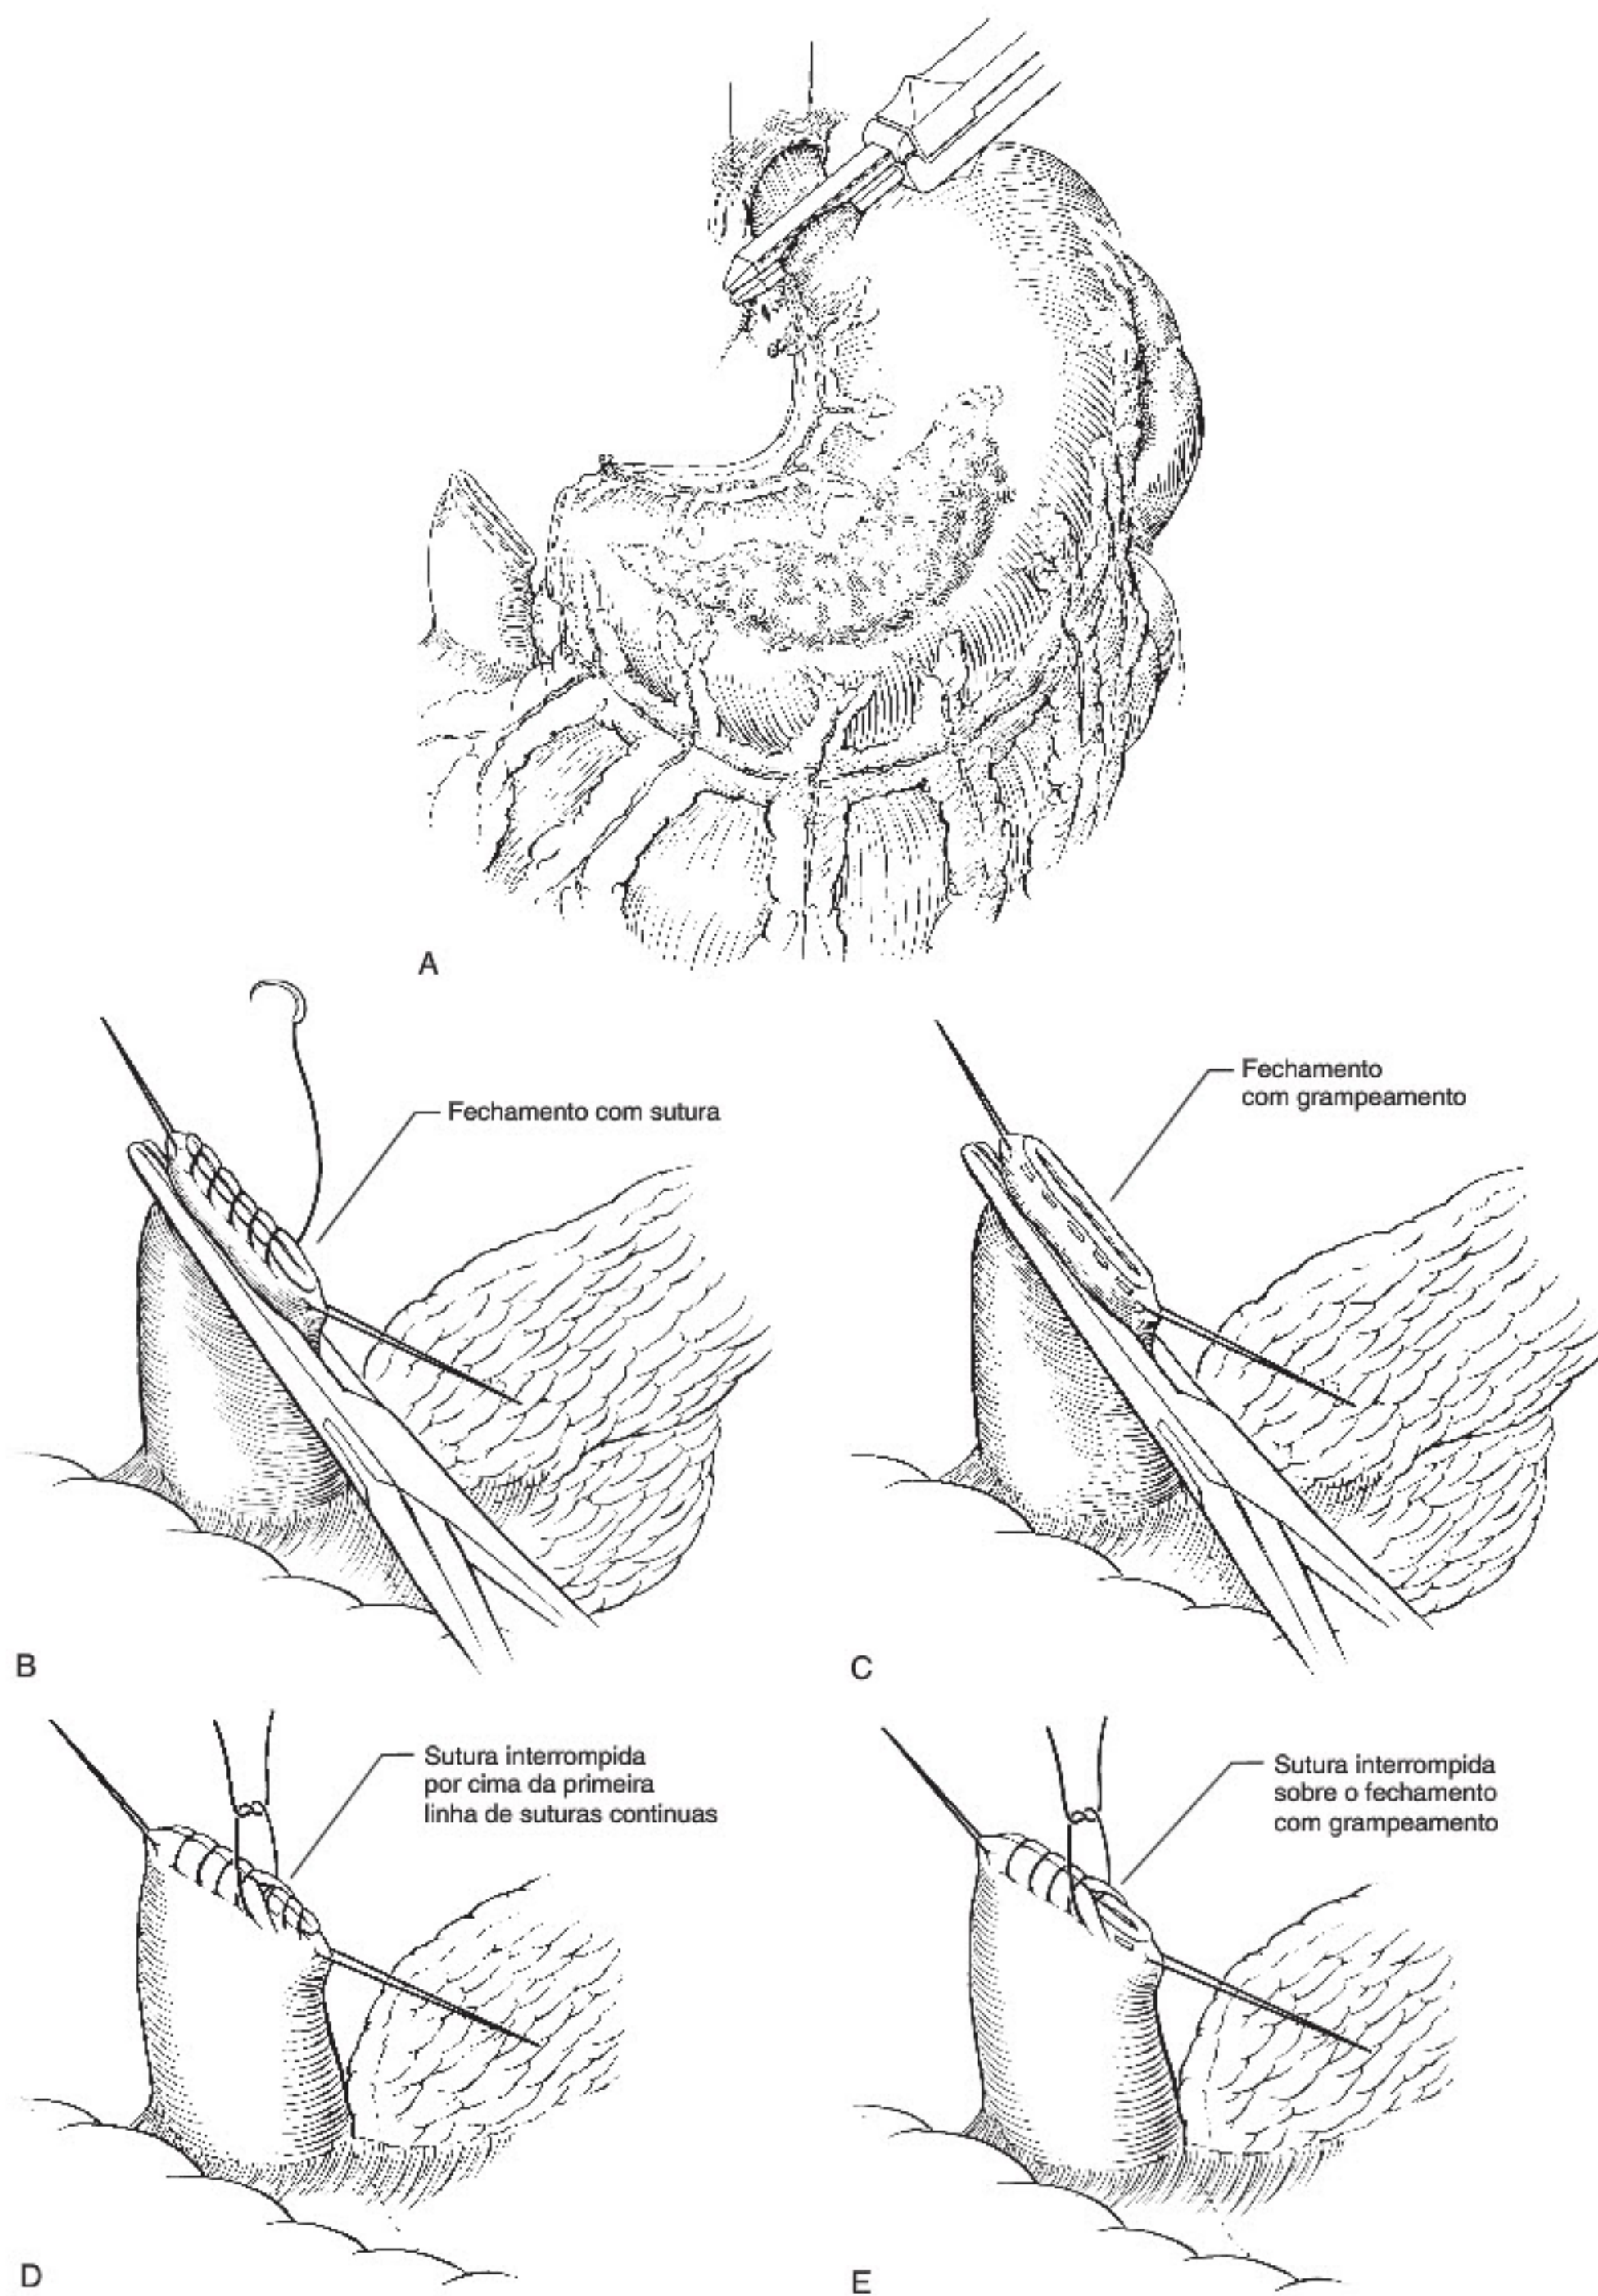 A
Fechamento com sutura
Fechamento
com grampeamento
B
C
Sutura interrompida
por cima da primeira
linha de suturas continuas
Sutura interrompida
sobre o fechamento
com grampeamento
D
E